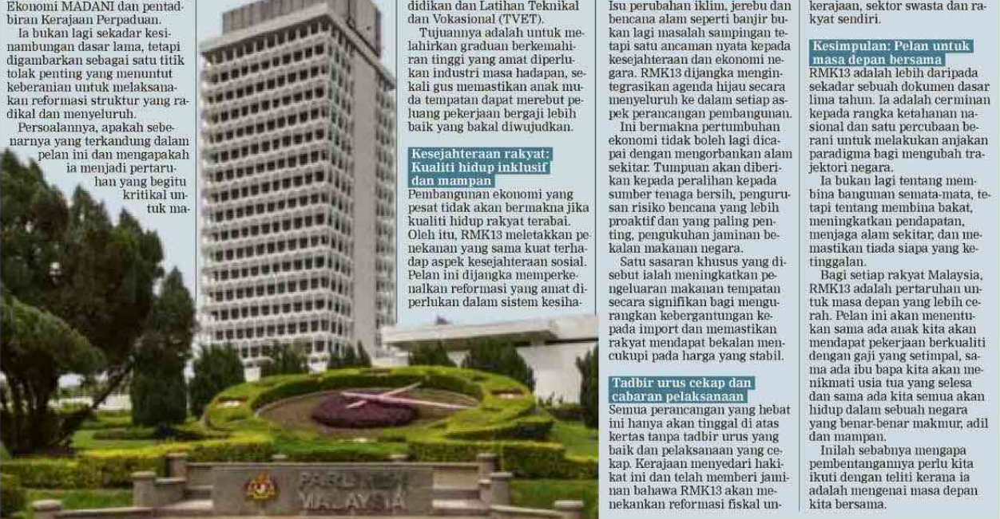 Ekonomi MADANI dan pentad-
biran Kerajaan Perpaduan.
Ia bukan lagi sekadar kesi-
nambungan dasar lama, tetapi
digambarkan sebagai satu titik
tolak penting yang menuntut
keberanian untuk melaksana-
kan reformasi struktur yang ra-
dikal dan menyeluruh.
Persoalannya, apakah sebe-
narnya yang terkandung dalam
pelan ini dan mengapakah
ia menjadi pertaru-
han yang begitu
kritikal un-
tuk ma-
PARLIMEN
MALAYSIA
didikan dan Latihan Teknikal
dan Vokasional (TVET).
Tujuannya adalah untuk me-
lahirkan graduan berkemahi-
ran tinggi yang amat diperlu-
kan industri masa hadapan, se-
kali gus memastikan anak mu-
da tempatan dapat merebut pe-
luang pekerjaan bergaji lebih
baik yang bakal diwujudkan.
Kesejahteraan rakyat:
Kualiti hidup inklusif
dan mampan
Pembangunan ekonomi yang
pesat tidak akan bermakna jika
kualiti hidup rakyat terabai.
Oleh itu, RMK13 meletakkan pe-
nekanan yang sama kuat terha-
dap aspek kesejahteraan sosial.
Pelan ini dijangka memperke-
nalkan reformasi yang amat di-
perlukan dalam sistem kesiha-
Isu perubahan iklim, jerebu dan
bencana alam seperti banjir bu-
kan lagi masalah sampingan te-
tapi satu ancaman nyata kepada
kesejahteraan dan ekonomi ne-
gara. RMK13 dijangka mengin-
tegrasikan agenda hijau secara
menyeluruh ke dalam setiap as-
pek perancangan pembangunan.
Ini bermakna pertumbuhan
ekonomi tidak boleh lagi dica-
pai dengan mengorbankan alam
sekitar. Tumpuan akan diberi-
kan kepada peralihan kepada
sumber tenaga bersih, penguru-
san risiko bencana yang lebih
proaktif dan yang paling pen-
ting, pengukuhan jaminan be-
kalan makanan negara.
Satu sasaran khusus yang di-
sebut ialah meningkatkan pe-
ngeluaran makanan tempatan
secara signifikan bagi mengu-
rangkan kebergantungan ke-
pada import dan memastikan
rakyat mendapat bekalan men-
cukupi pada harga yang stabil.
Tadbir urus cekap dan
cabaran pelaksanaan
Semua perancangan yang hebat
ini hanya akan tinggal di atas
kertas tanpa tadbir urus yang
baik dan pelaksanaan yang ce-
kap. Kerajaan menyedari haki-
kat ini dan telah memberi jami-
nan bahawa RMK13 akan me-
nekankan reformasi fiskal un-
kerajaan, sektor swasta dan ra-
kyat sendiri.
Kesimpulan: Pelan untuk
masa depan bersama
RMK13 adalah lebih daripada
sekadar sebuah dokumen dasar
lima tahun. Ia adalah cerminan
kepada rangka ketahanan na-
sional dan satu percubaan be-
rani untuk melakukan anjakan
paradigma bagi mengubah tra-
jektori negara.
Ia bukan lagi tentang mem-
bina bangunan semata-mata, te-
tapi tentang membina bakat,
meningkatkan pendapatan,
menjaga alam sekitar, dan me-
mastikan tiada siapa yang ke-
tinggalan.
Bagi setiap rakyat Malaysia,
RMK13 adalah pertaruhan un-
tuk masa depan yang lebih ce-
rah. Pelan ini akan menentu-
kan sama ada anak kita akan
mendapat pekerjaan berkualiti
dengan gaji yang setimpal, sa-
ma ada ibu bapa kita akan me-
nikmati usia tua yang selesa
dan sama ada kita semua akan
hidup dalam sebuah negara
yang benar-benar makmur, adil
dan mampan.
Inilah sebabnya mengapa
pembentangannya perlu kita
ikuti dengan teliti kerana ia
adalah mengenai masa depan
kita bersama.